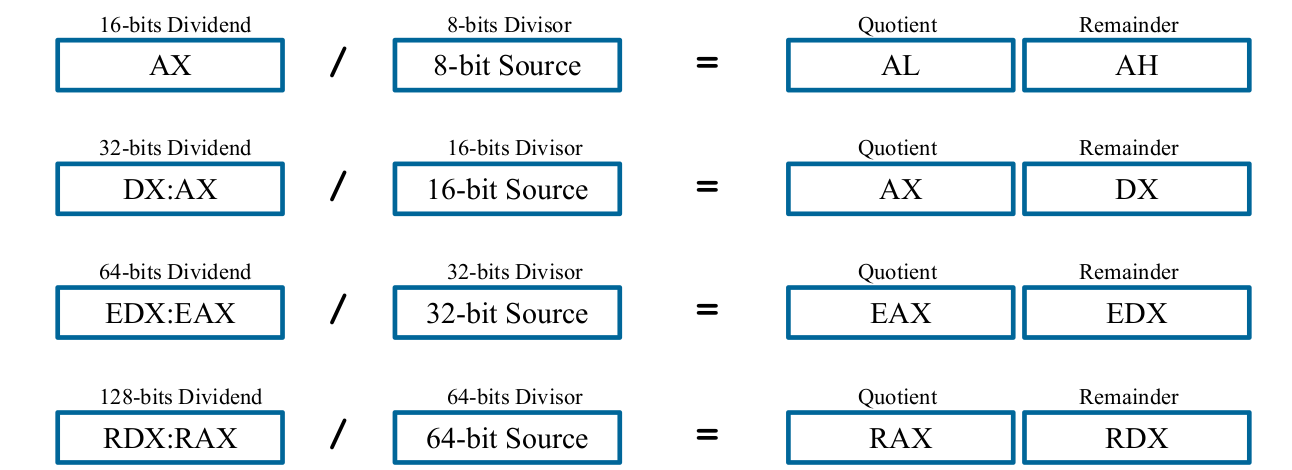 16-bits Dividend 8-bits Divisor Quotient Remainder
AX / 8-bit Source = AL AH
32-bits Dividend 16-bits Divisor Quotient Remainder
DX:AX / 16-bit Source = AX DX
64-bits Dividend 32-bits Divisor Quotient Remainder
EDX:EAX / 32-bit Source = EAX EDX
128-bits Dividend 64-bits Divisor Quotient Remainder
RDX:RAX / 64-bit Source = RAX RDX